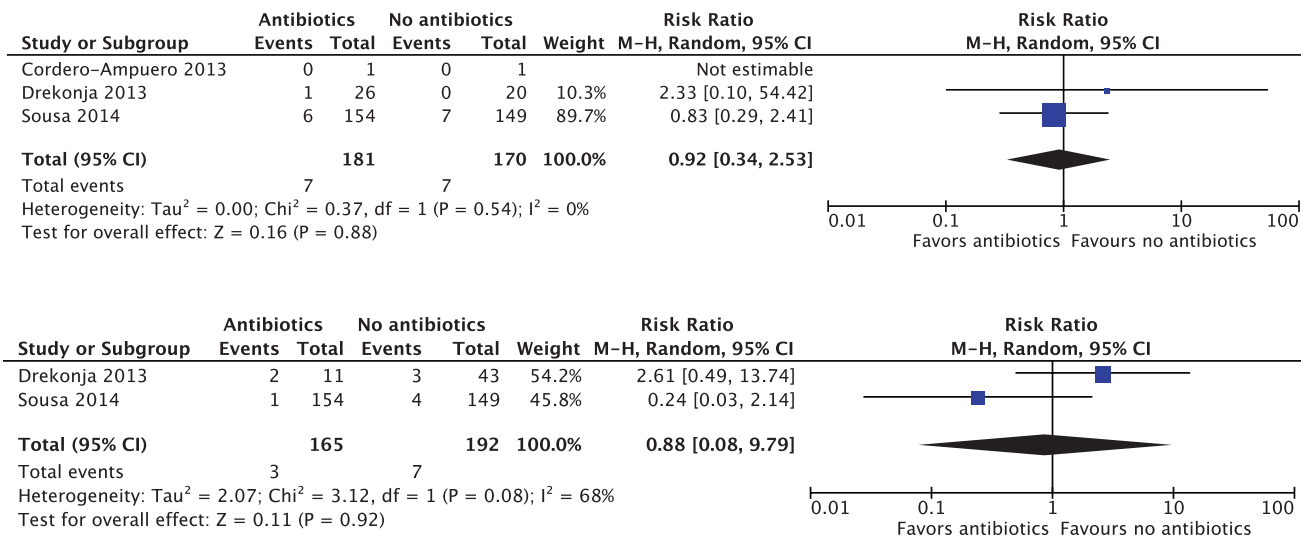 Antibiotics No antibiotics Risk Ratio Risk Ratio
Study or Subgroup Events Total Events Total Weight M–H, Random, 95% CI M–H, Random, 95% CI
Cordero–Ampuero 2013 0 1 0 1 Not estimable
Drekonja 2013 1 26 0 20 10.3% 2.33 [0.10, 54.42]
Sousa 2014 6 154 7 149 89.7% 0.83 [0.29, 2.41]
Total (95% CI) 181 170 100.0% 0.92 [0.34, 2.53]
Total events 7 7
Heterogeneity: Tau² = 0.00; Chi² = 0.37, df = 1 (P = 0.54); I² = 0%
Test for overall effect: Z = 0.16 (P = 0.88)
0.01 0.1 1 10 100
Favors antibiotics Favours no antibiotics
Antibiotics No antibiotics Risk Ratio Risk Ratio
Study or Subgroup Events Total Events Total Weight M–H, Random, 95% CI M–H, Random, 95% CI
Drekonja 2013 2 11 3 43 54.2% 2.61 [0.49, 13.74]
Sousa 2014 1 154 4 149 45.8% 0.24 [0.03, 2.14]
Total (95% CI) 165 192 100.0% 0.88 [0.08, 9.79]
Total events 3 7
Heterogeneity: Tau² = 2.07; Chi² = 3.12, df = 1 (P = 0.08); I² = 68%
Test for overall effect: Z = 0.11 (P = 0.92)
0.01 0.1 1 10 100
Favors antibiotics Favours no antibiotics